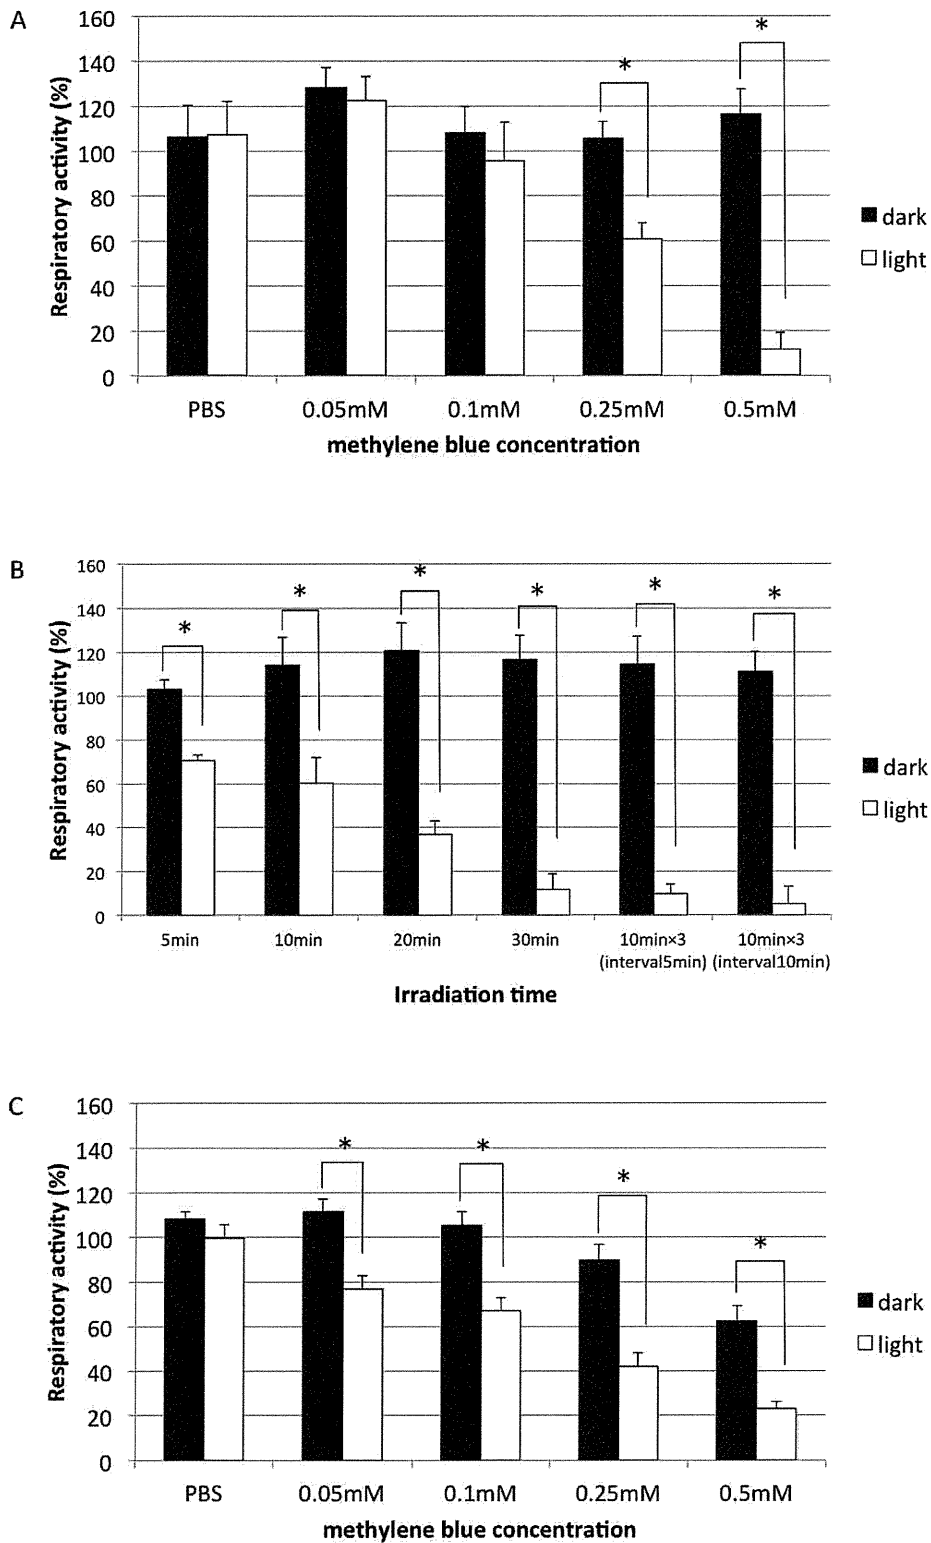 A
Respiratory activity (%)
160
140
120
100
80
60
40
20
0
*
*
PBS
0.05mM
0.1mM
0.25mM
0.5mM
methylene blue concentration
dark
light
B
Respiratory activity (%)
160
140
120
100
80
60
40
20
0
*
*
*
*
*
*
5min
10min
20min
30min
10min×3
(interval5min)
10min×3
(interval10min)
Irradiation time
dark
light
C
Respiratory activity (%)
160
140
120
100
80
60
40
20
0
*
*
*
*
PBS
0.05mM
0.1mM
0.25mM
0.5mM
methylene blue concentration
dark
light